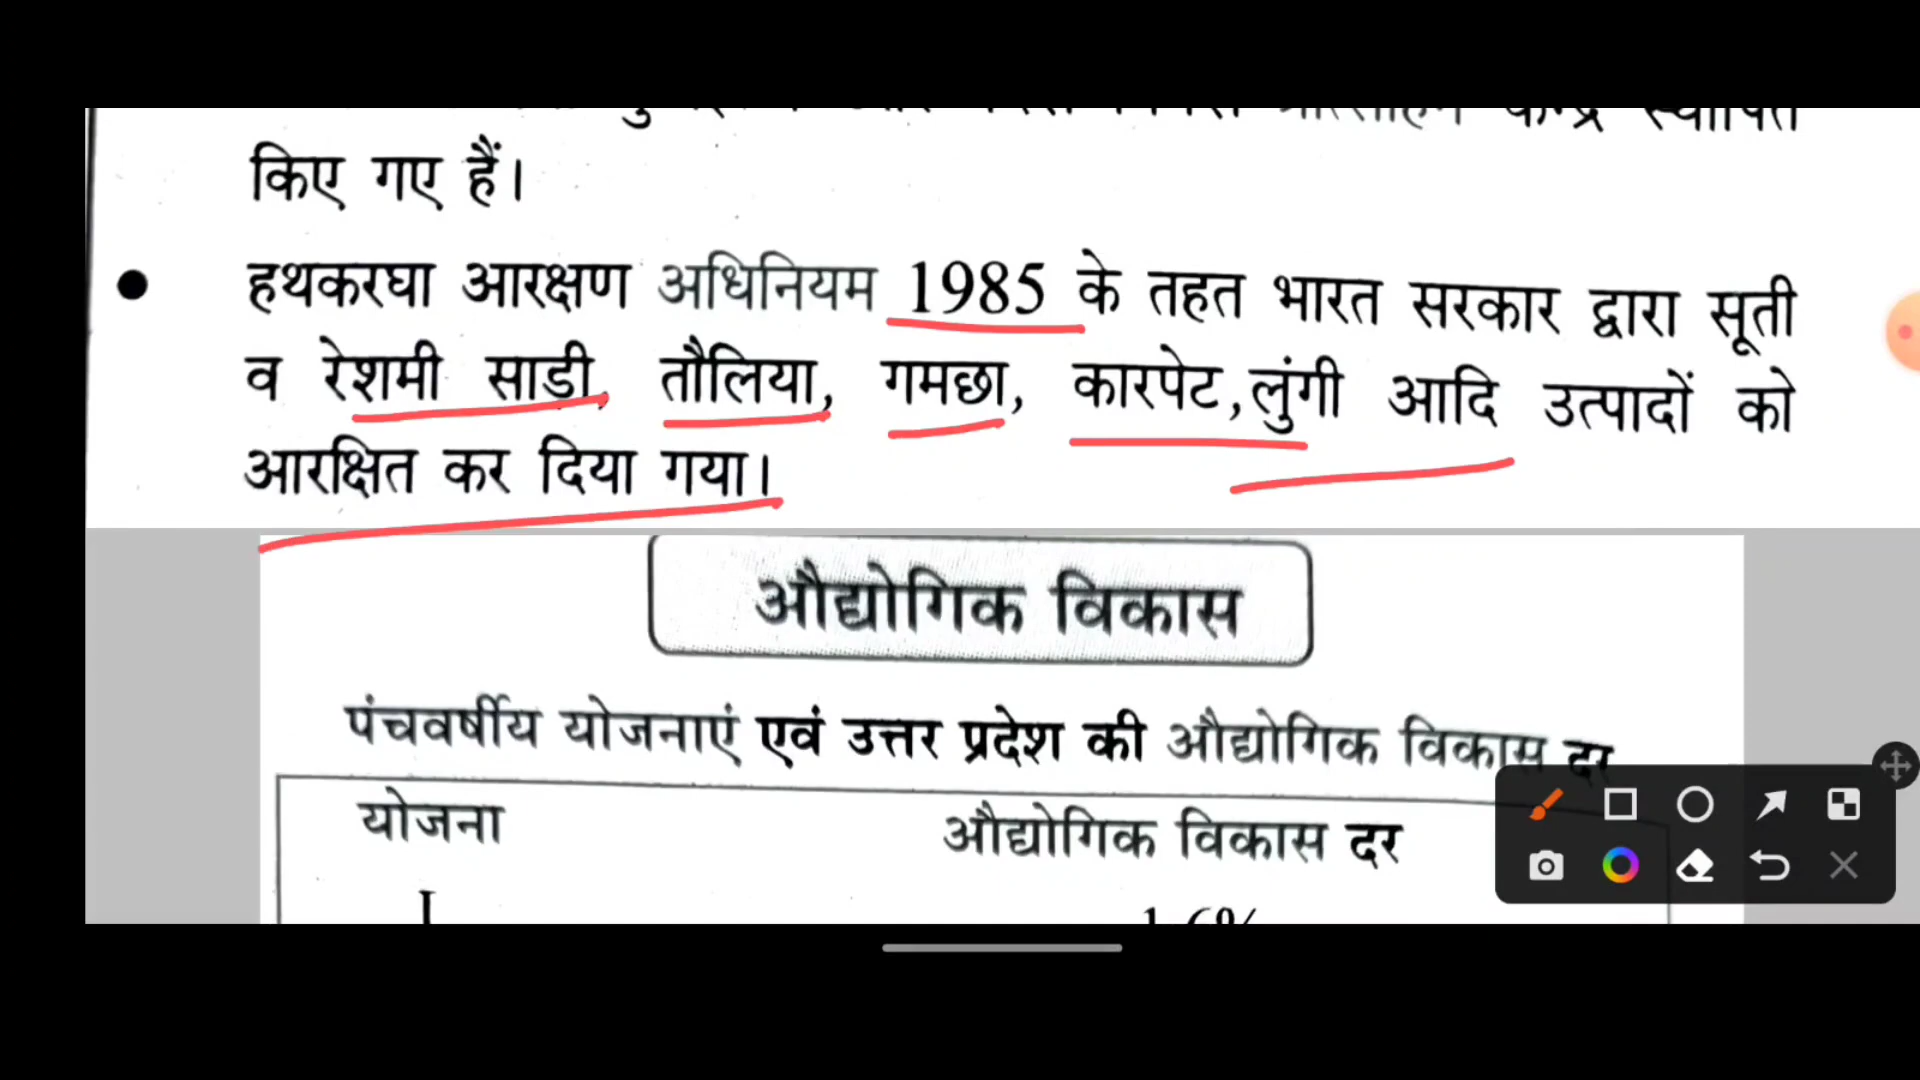 केन्द्र स्थापित
किए गए हैं।
● हथकरघा आरक्षण अधिनियम 1985 के तहत भारत सरकार द्वारा सूती
व रेशमी साडी, तौलिया, गमछा, कारपेट,लुंगी आदि उत्पादों को
आरक्षित कर दिया गया।
औद्योगिक विकास
पंचवर्षीय योजनाएं एवं उत्तर प्रदेश की औद्योगिक विकास दर
योजना औद्योगिक विकास दर
I